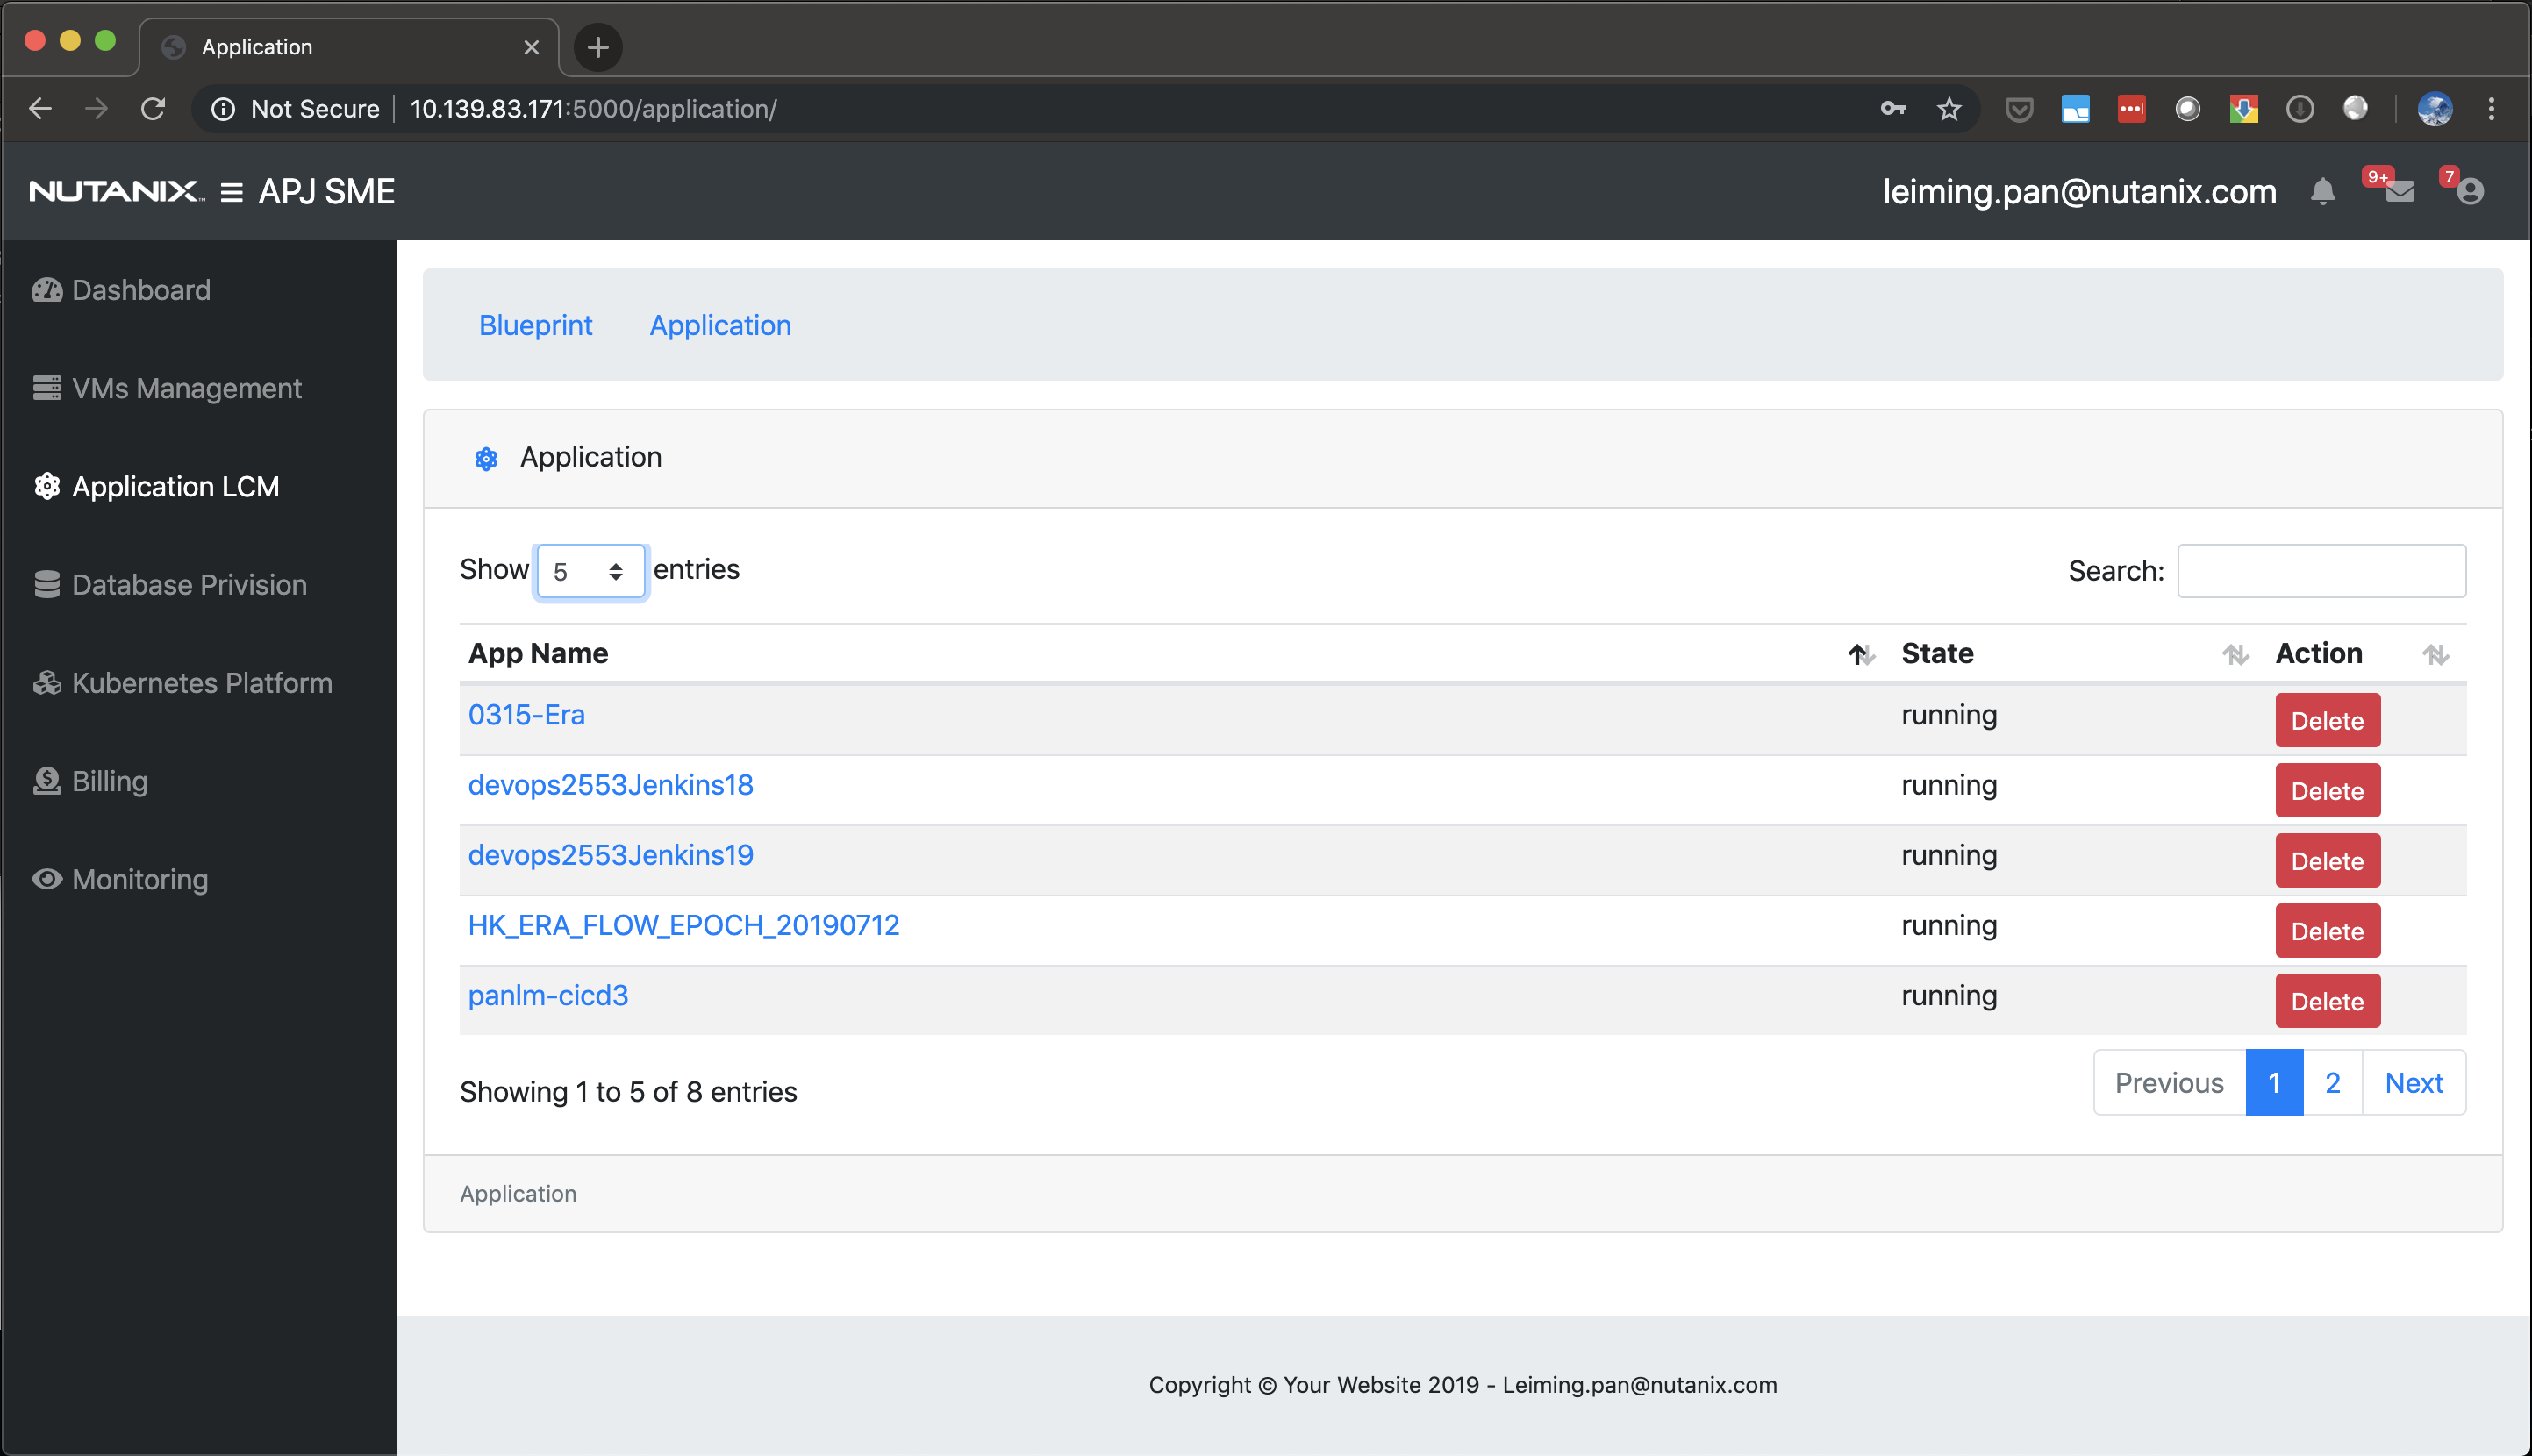 Application
Not Secure 10.139.83.171:5000/application/
NUTANIX™ APJ SME leiming.pan@nutanix.com 9+ 7
Dashboard
VMs Management
Application LCM
Database Privision
Kubernetes Platform
Billing
Monitoring
Blueprint Application
Application
Show 5 entries Search:
App Name State Action
0315-Era running Delete
devops2553Jenkins18 running Delete
devops2553Jenkins19 running Delete
HK_ERA_FLOW_EPOCH_20190712 running Delete
panlm-cicd3 running Delete
Showing 1 to 5 of 8 entries Previous 1 2 Next
Application
Copyright © Your Website 2019 - Leiming.pan@nutanix.com